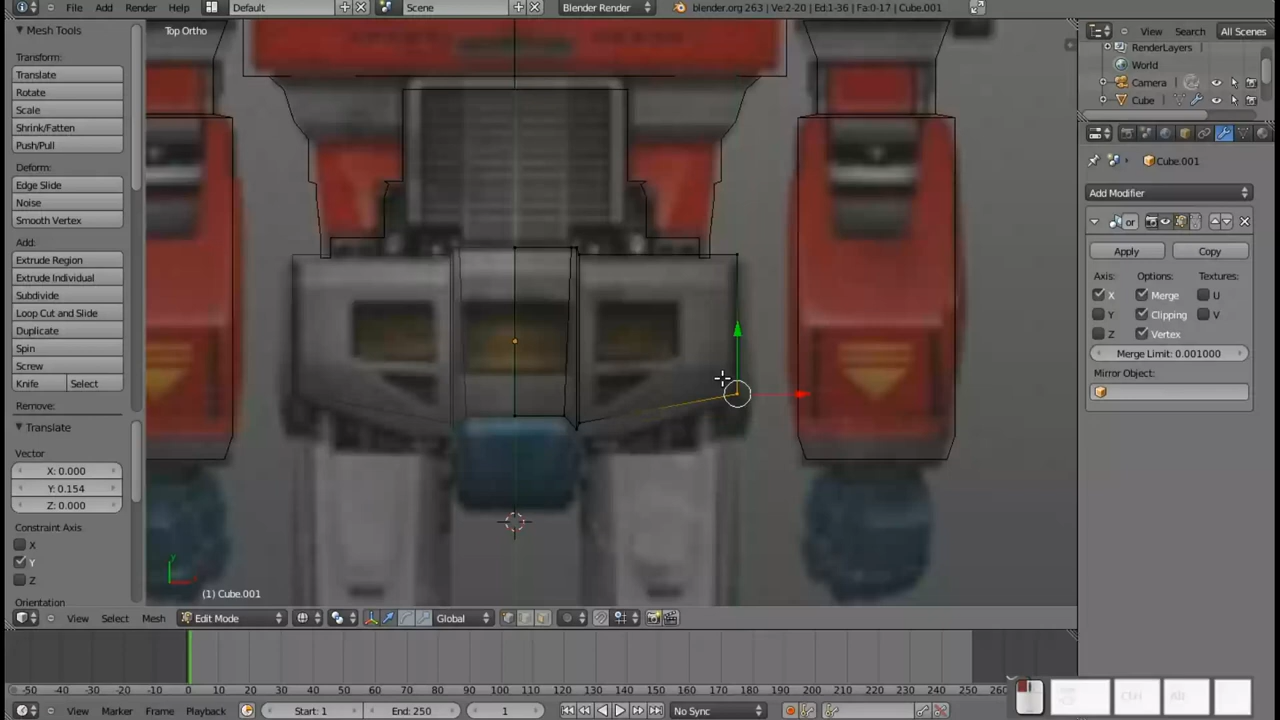 File Add Render Help Default Scene Blender Render blender.org 263 | Ve:2-20 | Ed:1-36 | Fa:0-17 | Cube.001
Mesh Tools
Transform:
Translate
Rotate
Scale
Shrink/Fatten
Push/Pull
Deform:
Edge Slide
Noise
Smooth Vertex
Add:
Extrude Region
Extrude Individual
Subdivide
Loop Cut and Slide
Duplicate
Spin
Screw
Knife Select
Remove:
Translate
Vector
X: 0.000
Y: 0.154
Z: 0.000
Constraint Axis
X
Y
Z
Orientation
Top Ortho
(1) Cube.001
View Select Mesh Edit Mode Global
View Search All Scenes
RenderLayers
World
Camera
Cube
Cube.001
Add Modifier
or
Apply Copy
Axis: Options: Textures:
X Merge U
Y Clipping V
Z Vertex
Merge Limit: 0.001000
Mirror Object:
-50 -40 -30 -20 -10 0 10 20 30 40 50 60 70 80 90 100 110 120 130 140 150 160 170 180 190 200 210 220 230 240 250 260
View Marker Frame Playback Start: 1 End: 250 1 No Sync
Ctrl Alt